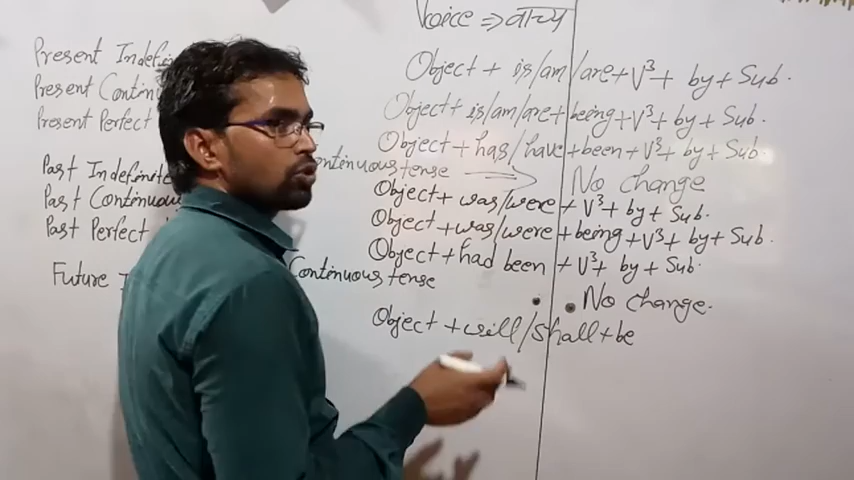 Voice ⇒ वाच्य
Present Indefi
Object + is/am/are + V³ + by + Sub.
Present Contin
Object + is/am/are + being + V³ + by + Sub.
Present Perfect
Object + has/have + been + V³ + by + Sub.
ontinuous tense → No Change
Past Indefinite
Object + was/were + V³ + by + Sub.
Past Continuous
Object + was/were + being + V³ + by + Sub.
Past Perfect
Object + had been + V³ + by + Sub.
Future I Continuous tense • • No Change.
Object + will/shall + be